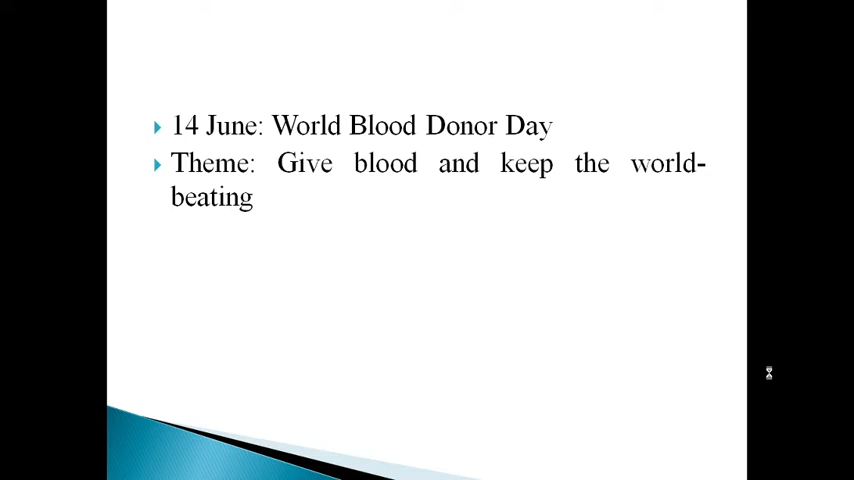 14 June: World Blood Donor Day
Theme: Give blood and keep the world-
beating